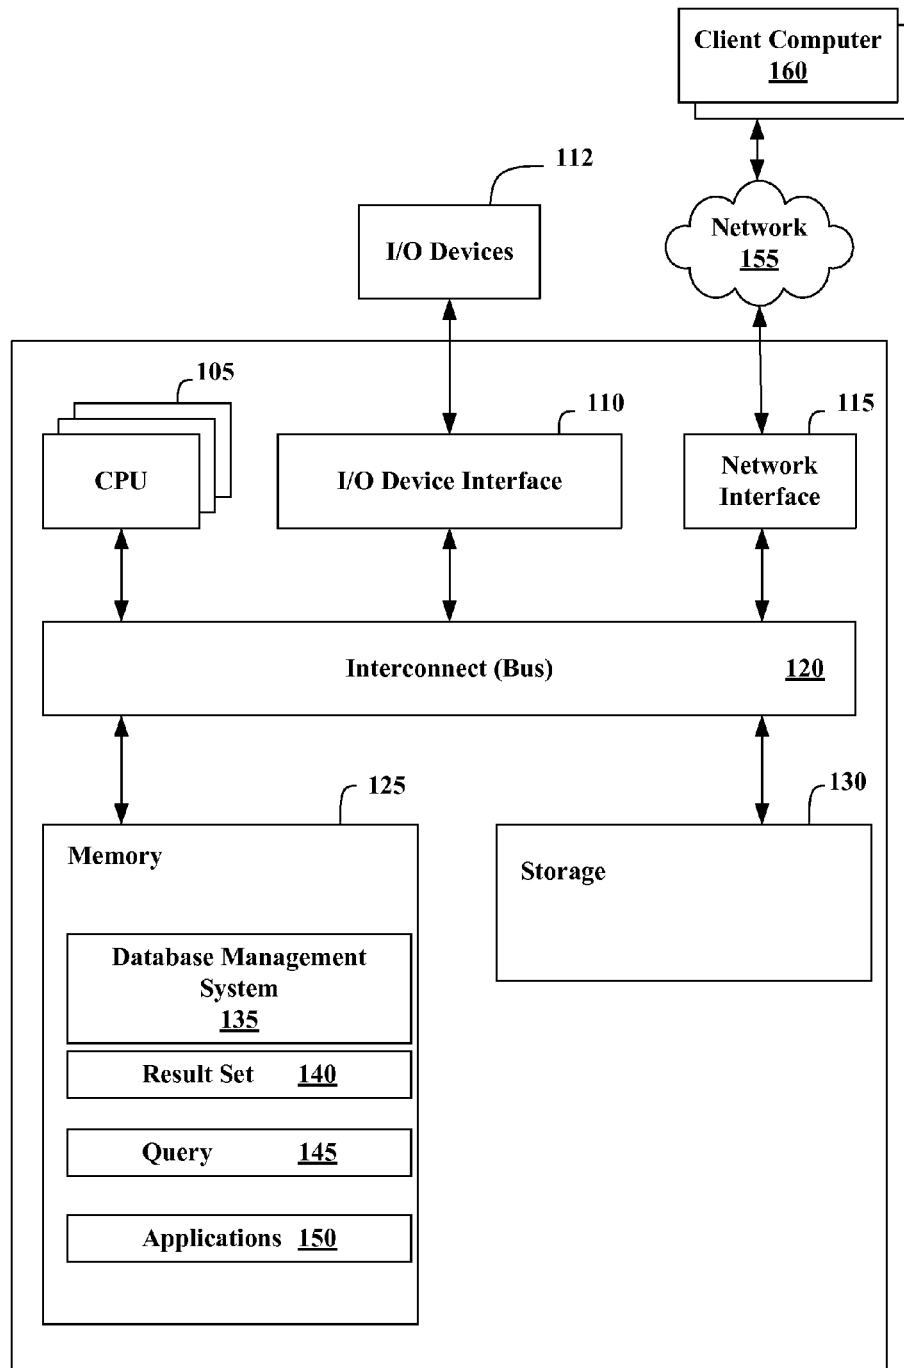 Client Computer
160
112
I/O Devices
Network
155
105
110
115
CPU
I/O Device Interface
Network
Interface
Interconnect (Bus)
120
125
130
Memory
Storage
Database Management
System
135
Result Set 140
Query 145
Applications 150